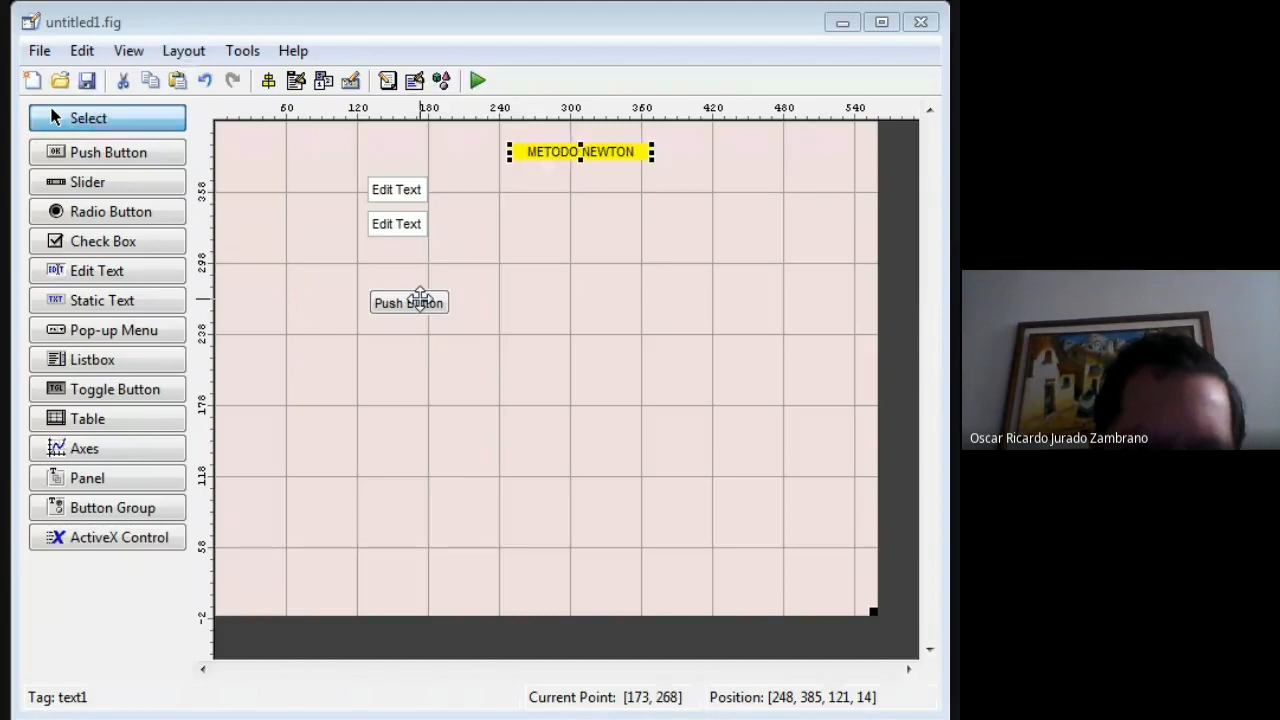 untitled1.fig
File Edit View Layout Tools Help
60 120 180 240 300 360 420 480 540
Select
Push Button
Slider
Radio Button
Check Box
Edit Text
Static Text
Pop-up Menu
Listbox
Toggle Button
Table
Axes
Panel
Button Group
ActiveX Control
358
298
238
178
118
58
-2
METODO NEWTON
Edit Text
Edit Text
Push Button
Tag: text1
Current Point: [173, 268]
Position: [248, 385, 121, 14]
Oscar Ricardo Jurado Zambrano